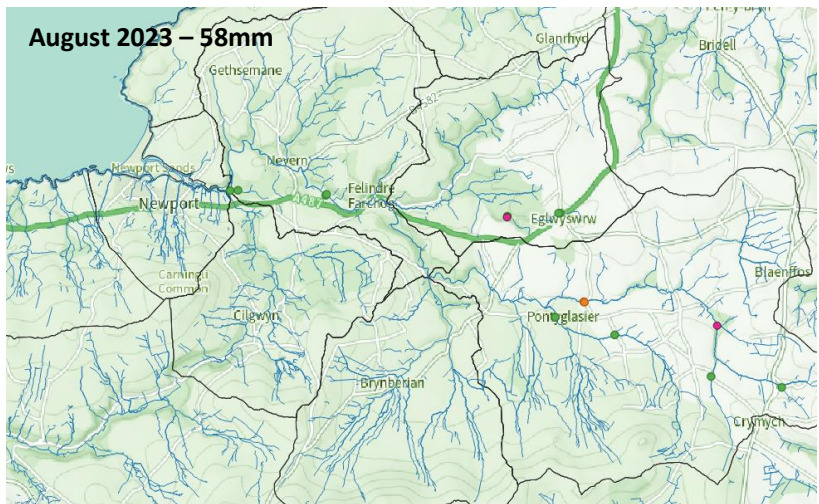 August 2023 – 58mm
Glanrhyd
Bridell
Gethsemane
B4582
Newport Sands
Nevern
Felindre
Farchog
A487
Newport
Eglwyswrw
Carningli
Common
Blaenffos
Cilgwyn
Pontyglasier
Brynberian
Crymych